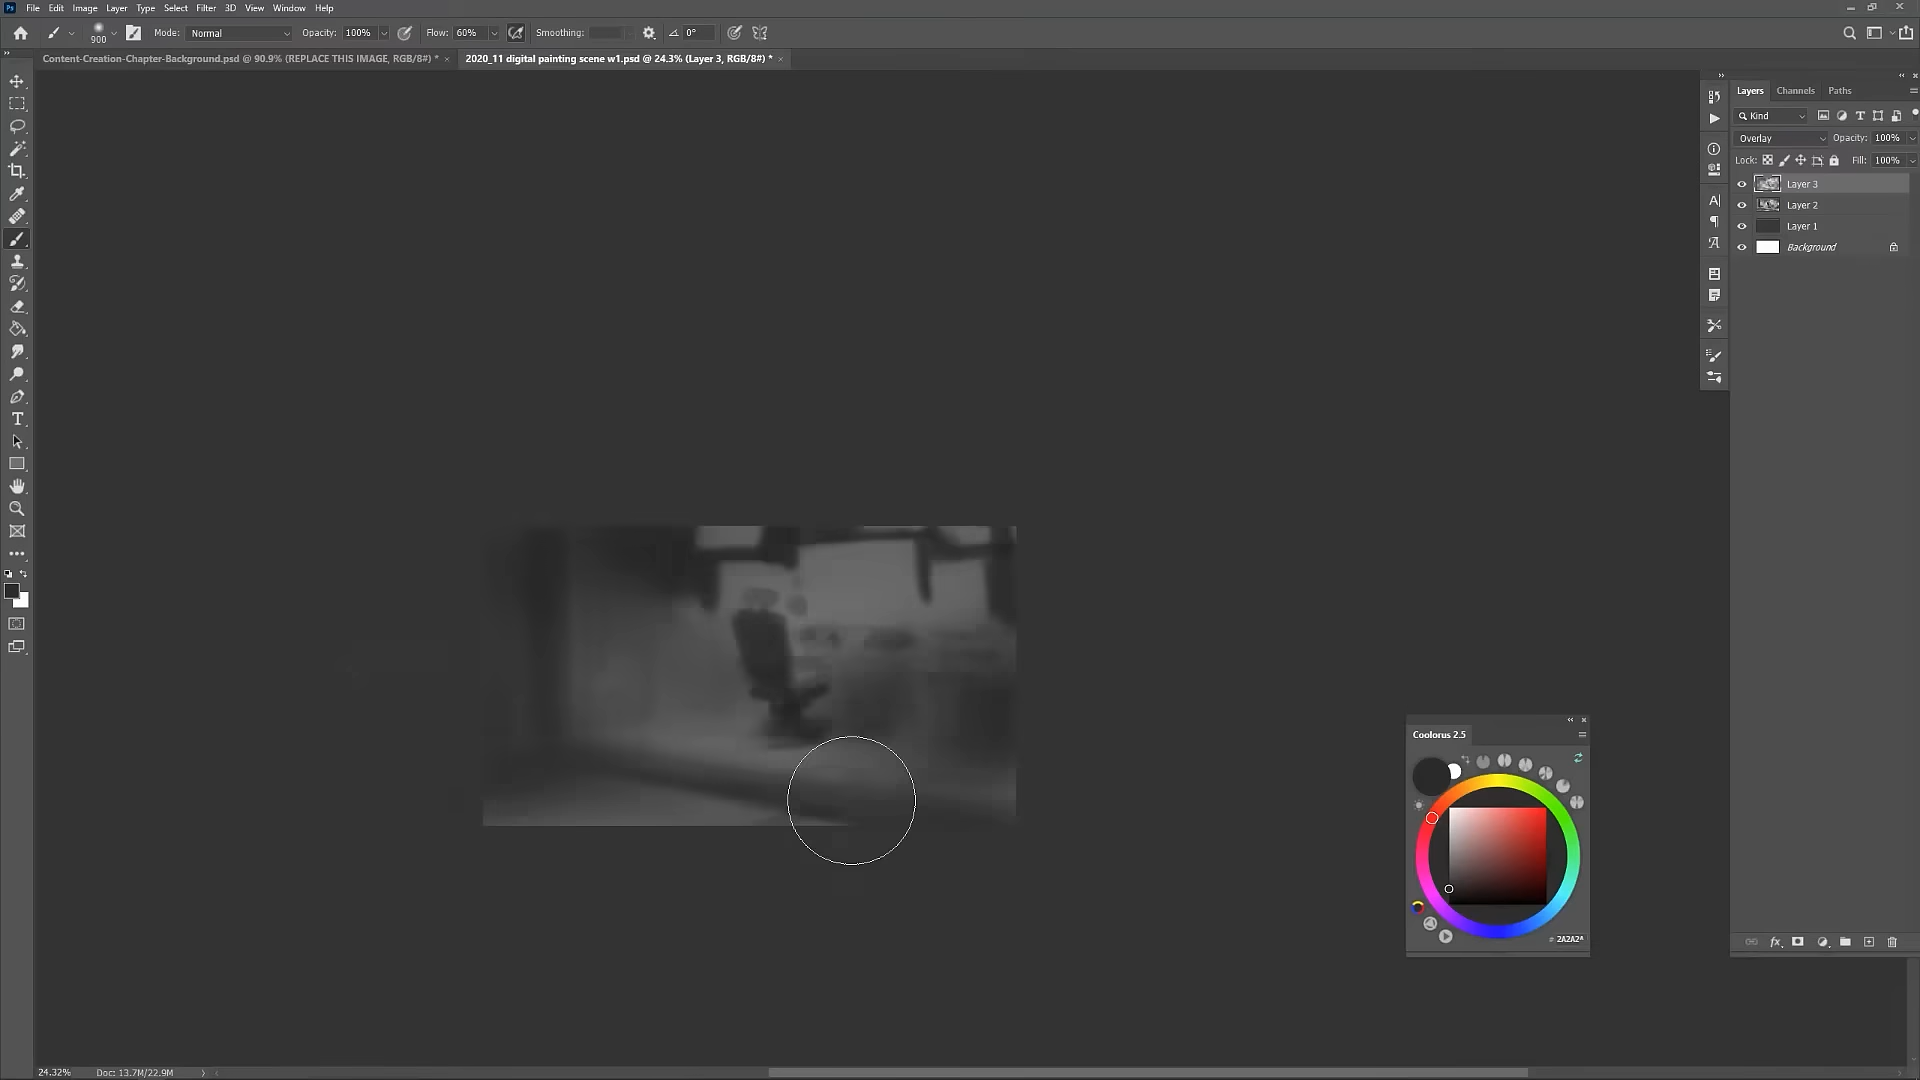 Ps File Edit Image Layer Type Select Filter 3D View Window Help
900 Mode: Normal Opacity: 100% Flow: 60% Smoothing: 0°
Content-Creation-Chapter-Background.psd @ 90.9% (REPLACE THIS IMAGE, RGB/8#) * × 2020_11 digital painting scene w1.psd @ 24.3% (Layer 3, RGB/8#) * ×
Layers Channels Paths
Kind
Overlay Opacity: 100%
Lock: Fill: 100%
Layer 3
Layer 2
Layer 1
Background
Coolorus 2.5
24.32% Doc: 13.7M/22.9M